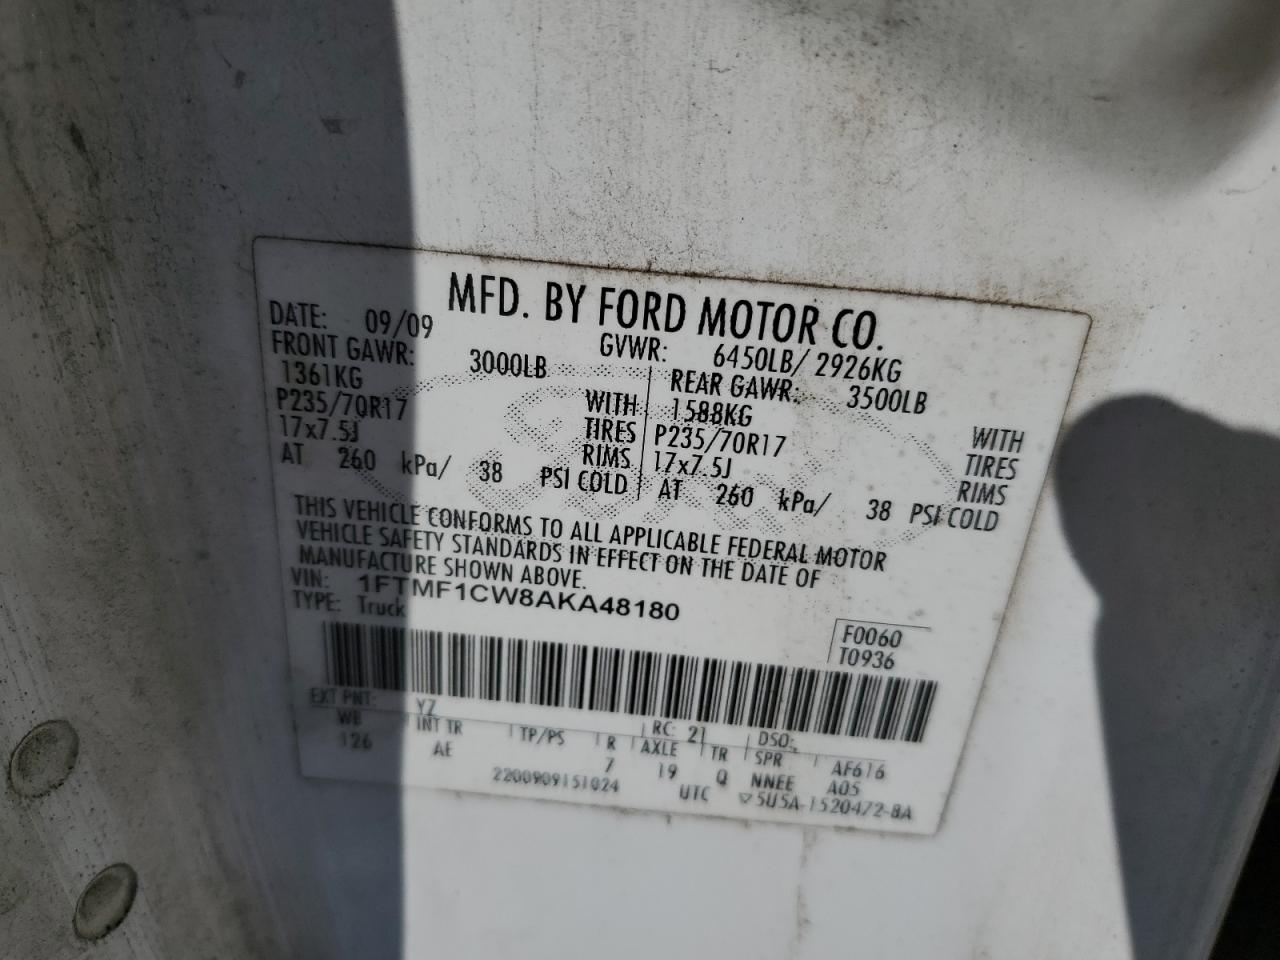 MFD. BY FORD MOTOR CO.
DATE: 09/09 GVWR: 6450LB/ 2926KG
FRONT GAWR: 3000LB REAR GAWR: 3500LB
1361KG WITH 1588KG WITH
P235/70R17 TIRES P235/70R17 TIRES
17x7.5J RIMS 17x7.5J RIMS
AT 260 kPa/ 38 PSI COLD AT 260 kPa/ 38 PSI COLD
THIS VEHICLE CONFORMS TO ALL APPLICABLE FEDERAL MOTOR
VEHICLE SAFETY STANDARDS IN EFFECT ON THE DATE OF
MANUFACTURE SHOWN ABOVE.
VIN: 1FTMF1CW8AKA48180
TYPE: Truck
F0060
T0936
EXT PNT: YZ RC: 21 DSO:
WB INT TR TP/PS R AXLE TR SPR AF616
126 AE 7 19 Q NNEE A05
2200909151024 UTC ▽5U5A-1520472-BA